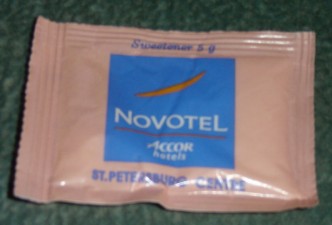 Sweetener 5 g
NOVOTEL
ACCOR
hotels
ST.PETERSBURG CENTRE